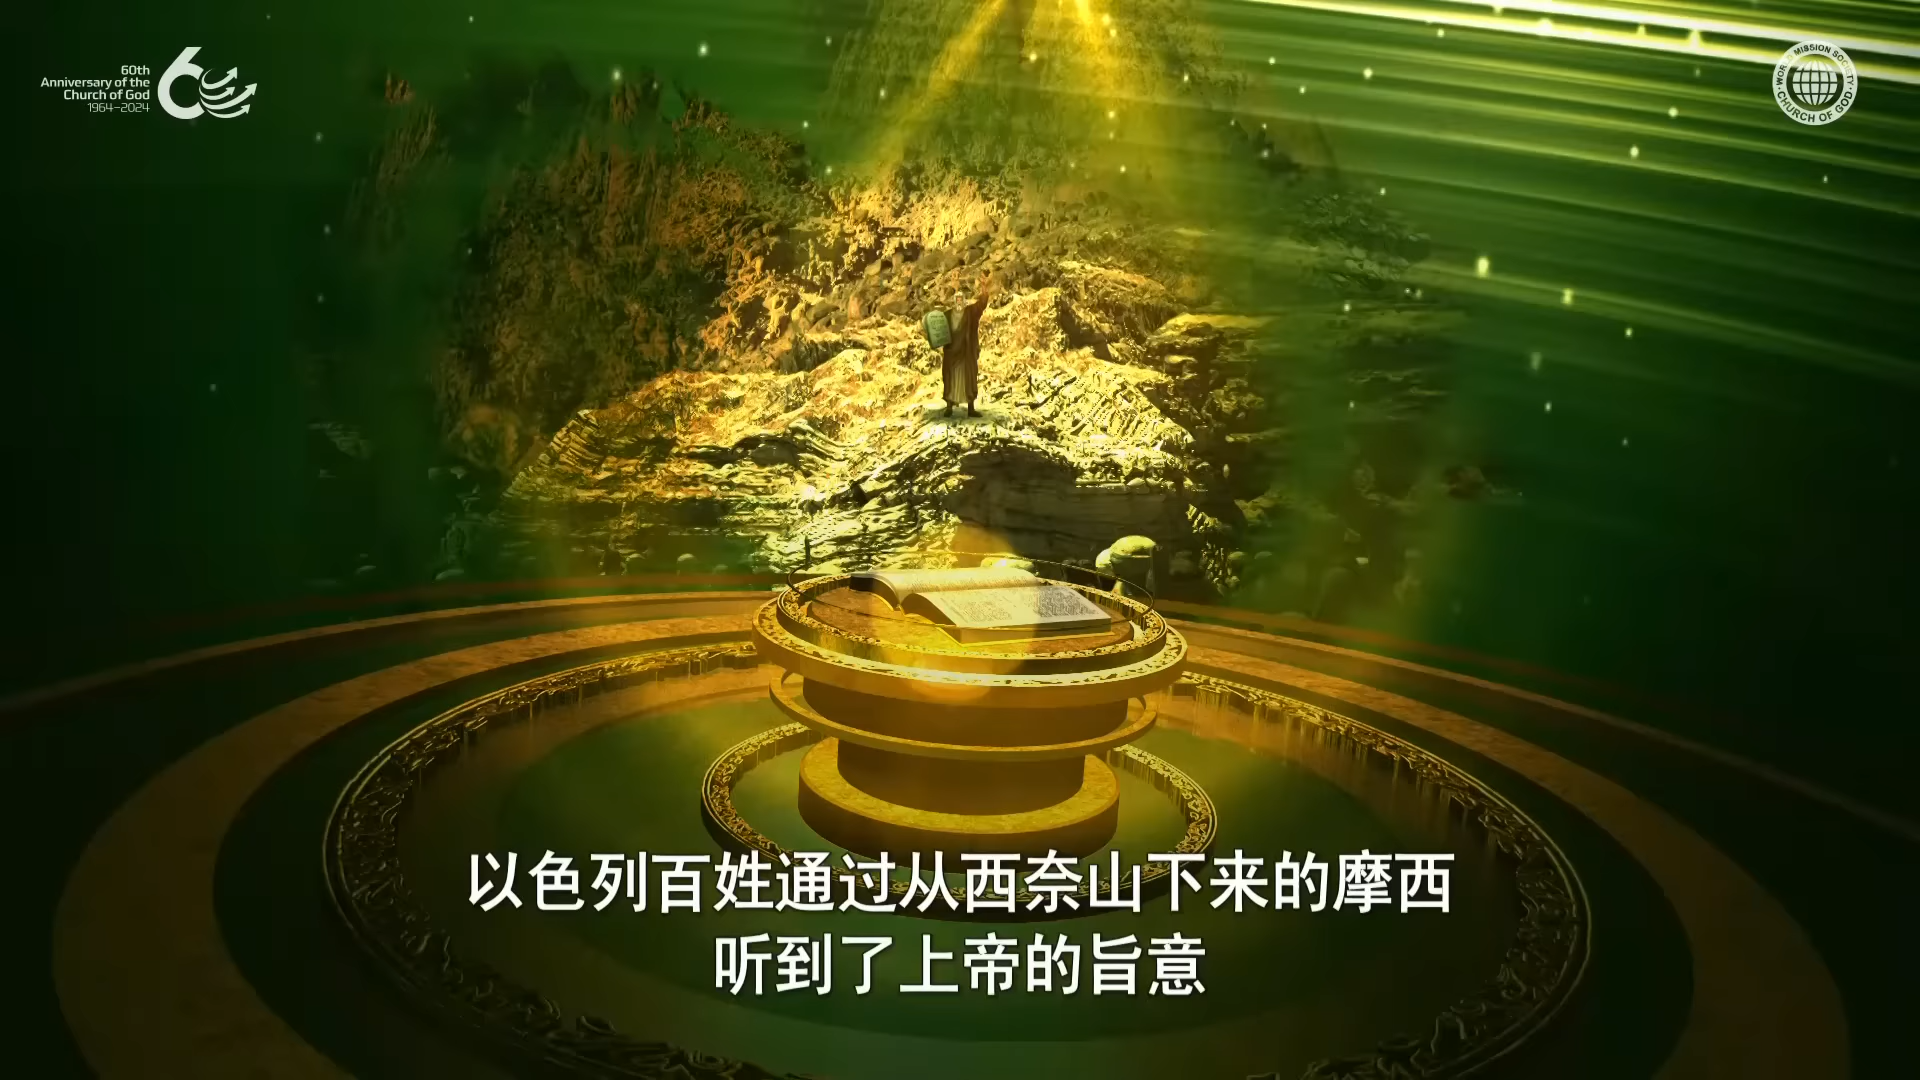 60th
Anniversary of the
Church of God
1964–2024
60
WORLD MISSION SOCIETY
CHURCH OF GOD
以色列百姓通过从西奈山下来的摩西
听到了上帝的旨意